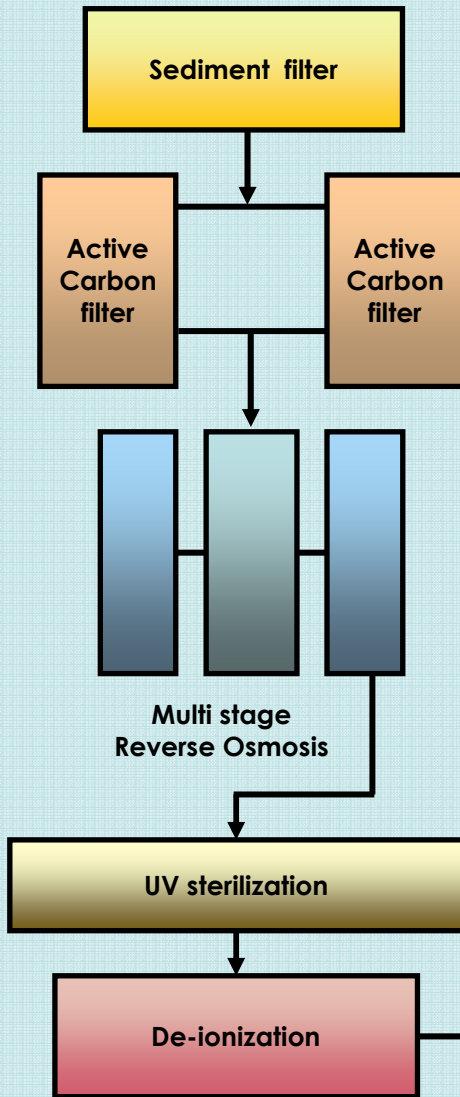 Sediment filter
Active
Carbon
filter
Active
Carbon
filter
Multi stage
Reverse Osmosis
UV sterilization
De-ionization